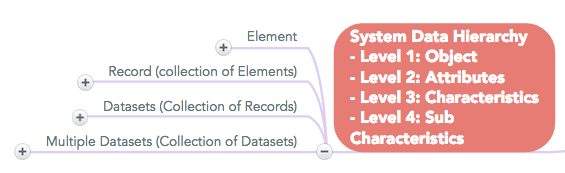 Element
Record (collection of Elements)
Datasets (Collection of Records)
Multiple Datasets (Collection of Datasets)
System Data Hierarchy
- Level 1: Object
- Level 2: Attributes
- Level 3: Characteristics
- Level 4: Sub
Characteristics